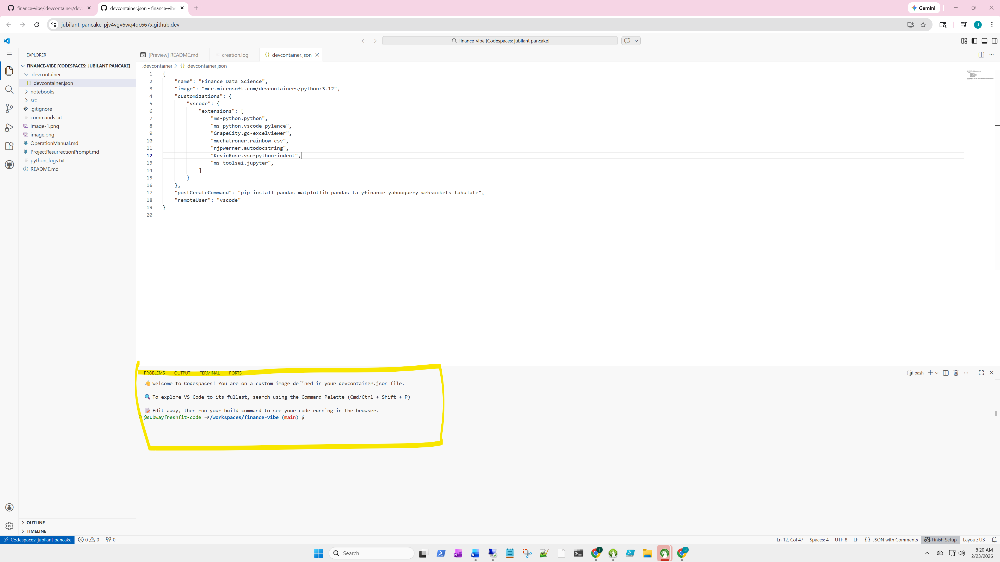 finance-vibe/.devcontainer/dev
devcontainer.json - finance-vibe
Gemini
jubilant-pancake-pjv4vgv6wq4qc667x.github.dev
J
finance-vibe [Codespaces: jubilant pancake]
EXPLORER
FINANCE-VIBE [CODESPACES: JUBILANT PANCAKE]
.devcontainer
devcontainer.json
notebooks
src
.gitignore
commands.txt
image-1.png
image.png
OperationManual.md
ProjectResurrectionPrompt.md
python_logs.txt
README.md
OUTLINE
TIMELINE
[Preview] README.md
creation.log
devcontainer.json
.devcontainer > {} devcontainer.json
1 {
2 "name": "Finance Data Science",
3 "image": "mcr.microsoft.com/devcontainers/python:3.12",
4 "customizations": {
5 "vscode": {
6 "extensions": [
7 "ms-python.python",
8 "ms-python.vscode-pylance",
9 "GrapeCity.gc-excelviewer",
10 "mechatroner.rainbow-csv",
11 "njpwerner.autodocstring",
12 "KevinRose.vsc-python-indent",
13 "ms-toolsai.jupyter",
14 ]
15 }
16 },
17 "postCreateCommand": "pip install pandas matplotlib pandas_ta yfinance yahooquery websockets tabulate",
18 "remoteUser": "vscode"
19 }
20
PROBLEMS OUTPUT TERMINAL PORTS
bash
👋 Welcome to Codespaces! You are on a custom image defined in your devcontainer.json file.
🔍 To explore VS Code to its fullest, search using the Command Palette (Cmd/Ctrl + Shift + P)
📝 Edit away, then run your build command to see your code running in the browser.
@subwayfreshfit-code ➜ /workspaces/finance-vibe (main) $
Codespaces: jubilant pancake 0 0 0
Ln 12, Col 47 Spaces: 4 UTF-8 LF {} JSON with Comments Finish Setup Layout: US
Search
8:20 AM
2/23/2026